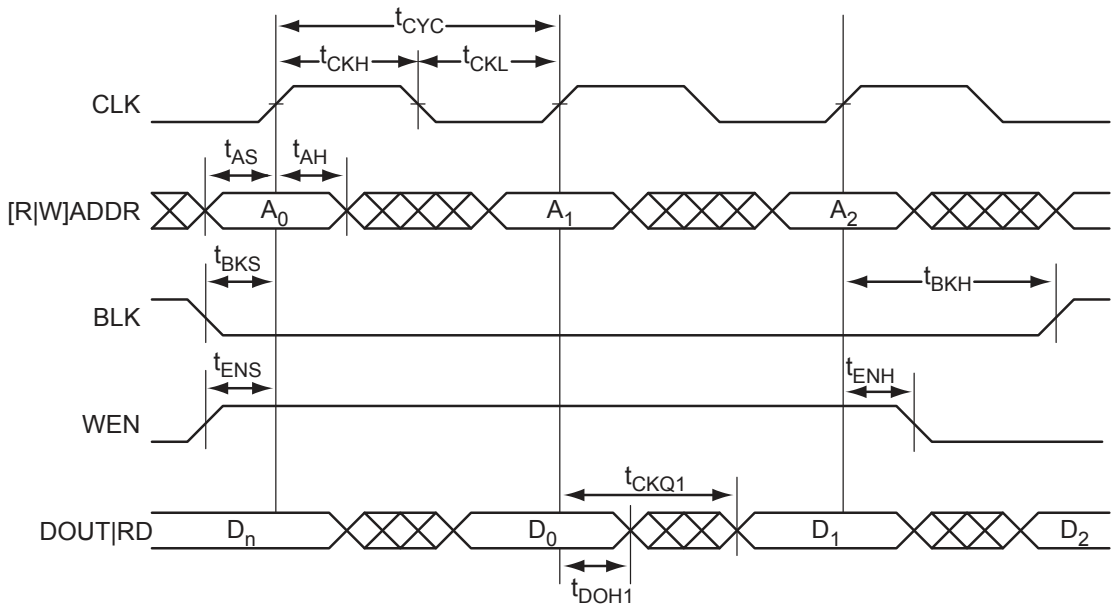 tCYC
tCKH tCKL
CLK
tAS tAH
[R|W]ADDR A0 A1 A2
tBKS
tBKH
BLK
tENS
tENH
WEN
tCKQ1
DOUT|RD Dn D0 D1 D2
tDOH1